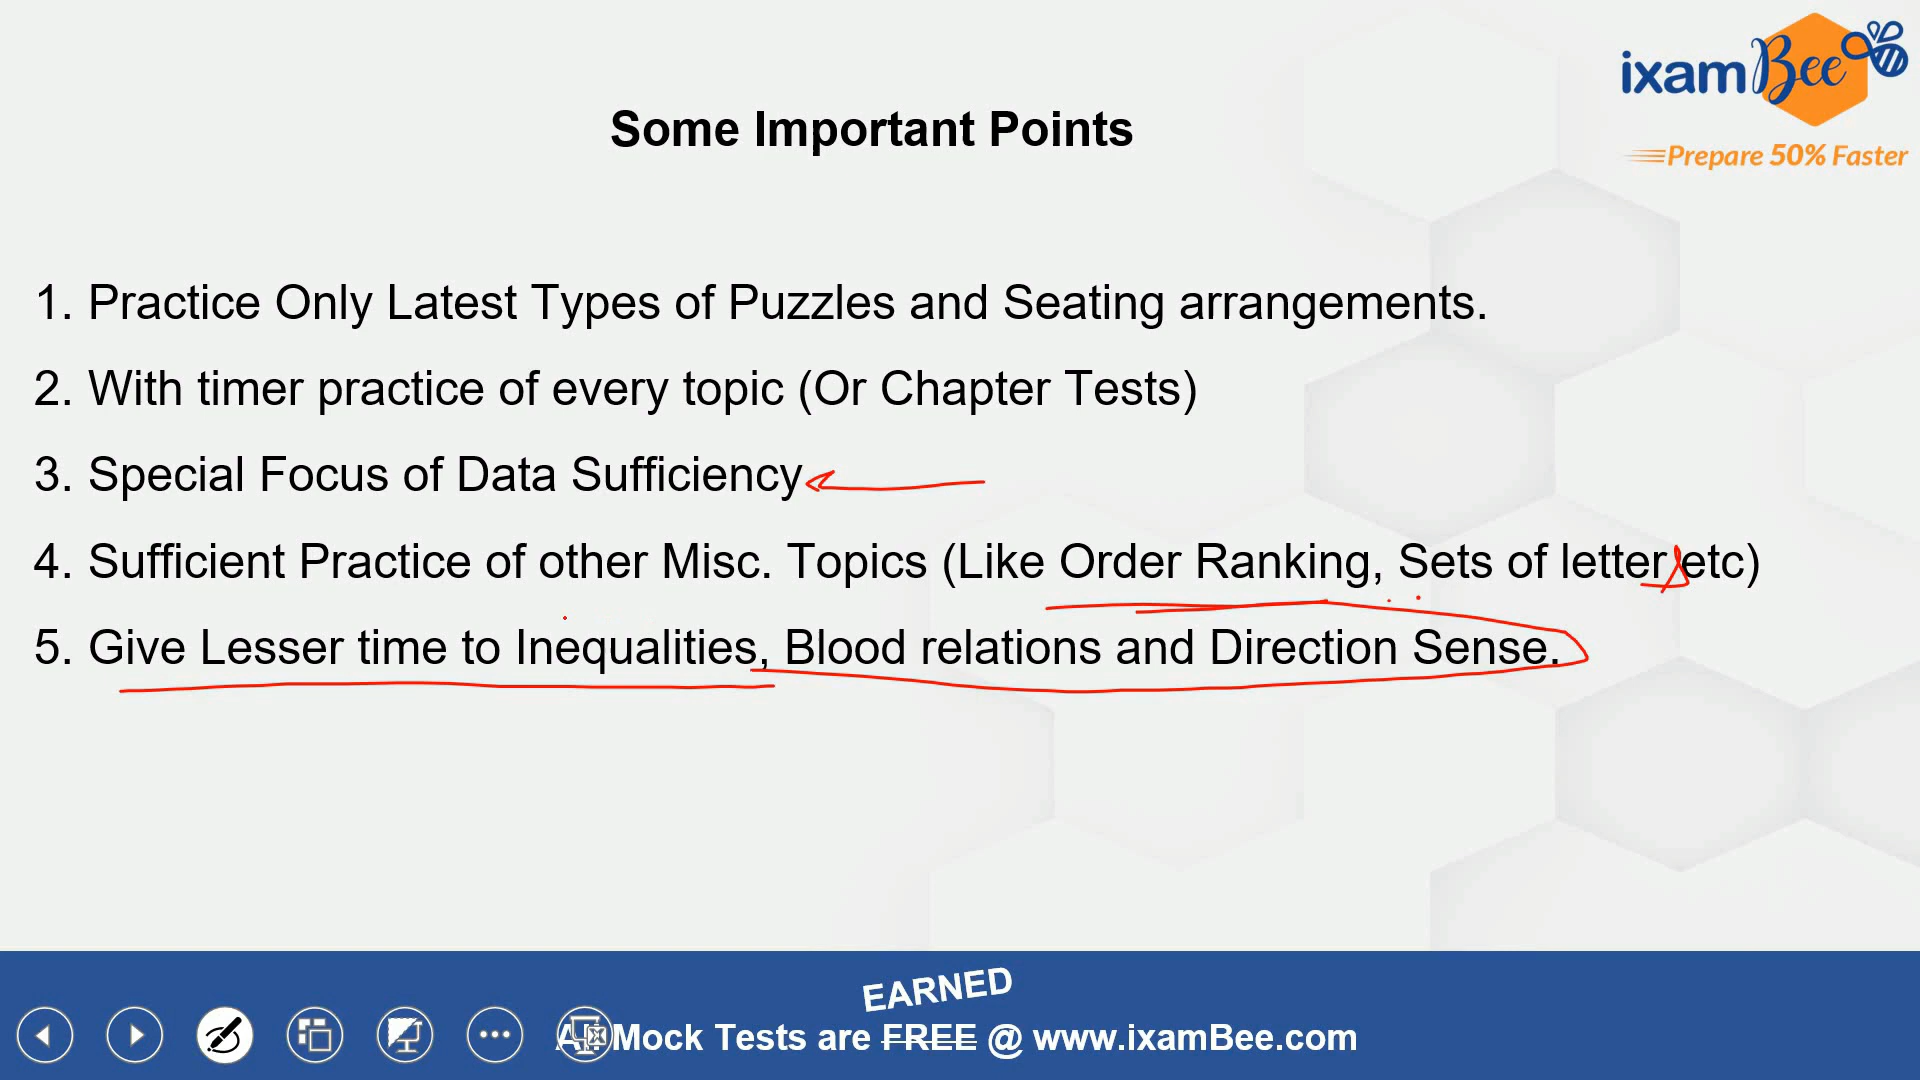 ixamBee
Prepare 50% Faster
Some Important Points
1. Practice Only Latest Types of Puzzles and Seating arrangements.
2. With timer practice of every topic (Or Chapter Tests)
3. Special Focus of Data Sufficiency
4. Sufficient Practice of other Misc. Topics (Like Order Ranking, Sets of letter etc)
5. Give Lesser time to Inequalities, Blood relations and Direction Sense.
EARNED
Mock Tests are FREE @ www.ixamBee.com